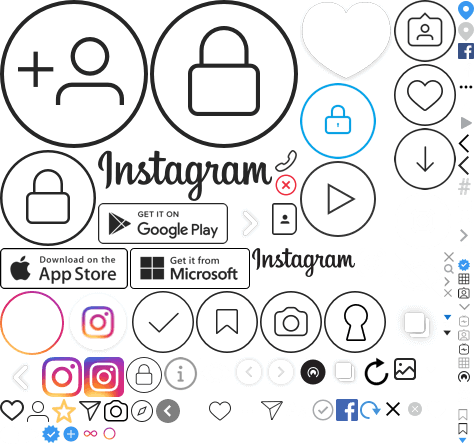 Instagram
GET IT ON
Google Play
Download on the
App Store
Get it from
Microsoft
Instagram